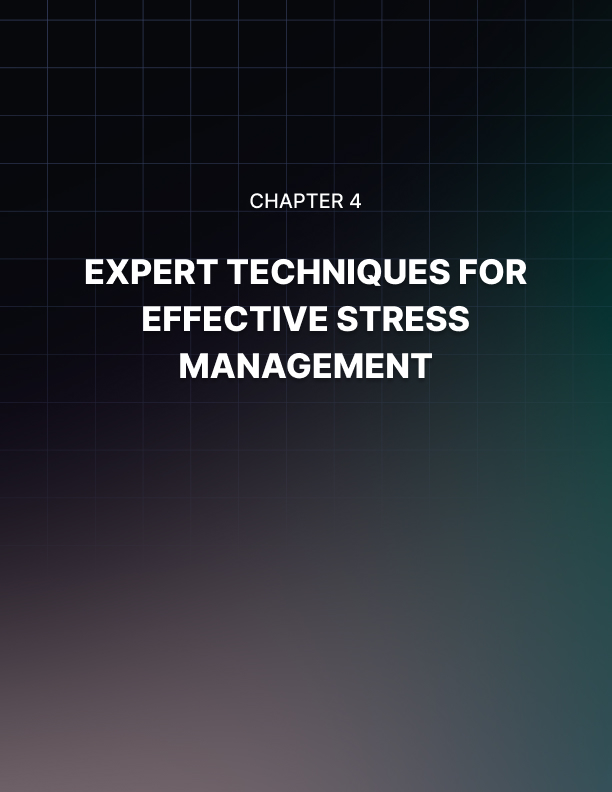 CHAPTER 4
EXPERT TECHNIQUES FOR
EFFECTIVE STRESS
MANAGEMENT